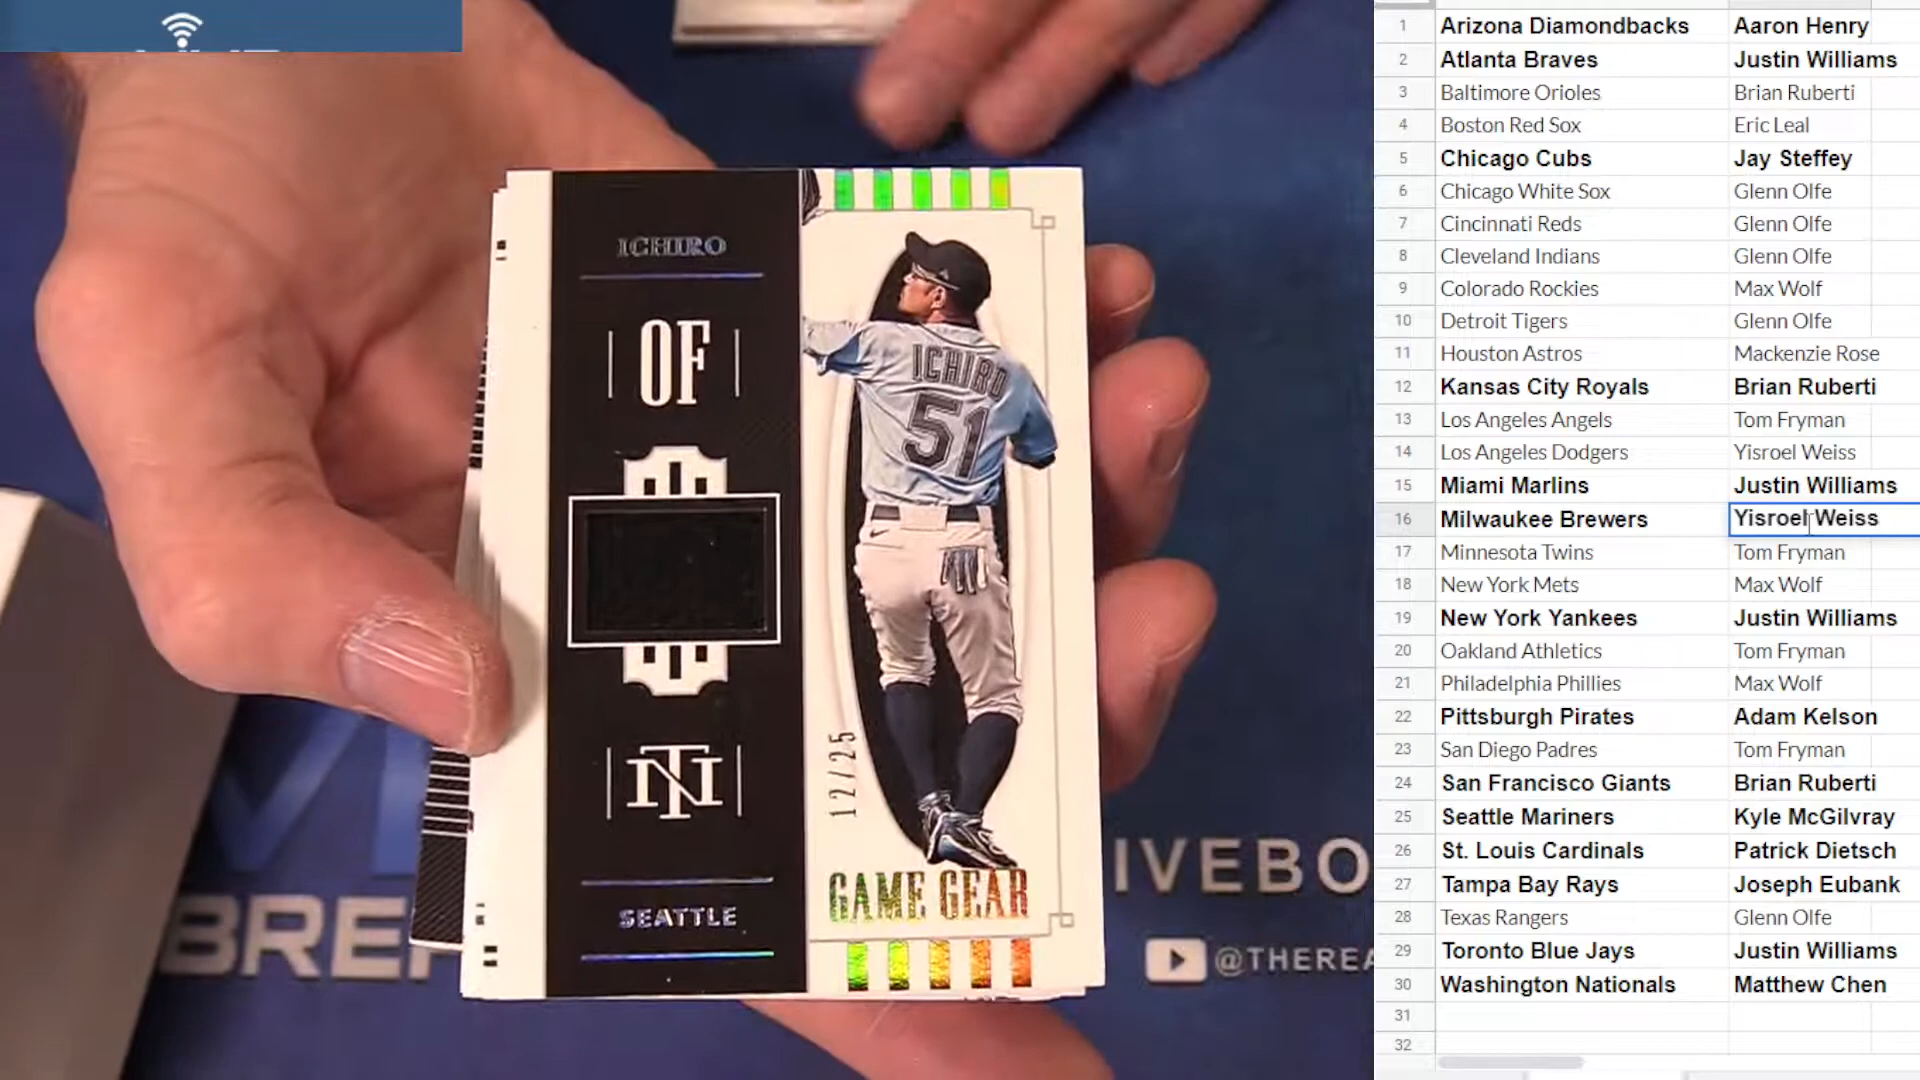 ICHIRO
OF
NT
SEATTLE
ICHIRO
51
12/25
GAME GEAR
BRE
IVEBO
@THEREA
1 Arizona Diamondbacks Aaron Henry
2 Atlanta Braves Justin Williams
3 Baltimore Orioles Brian Ruberti
4 Boston Red Sox Eric Leal
5 Chicago Cubs Jay Steffey
6 Chicago White Sox Glenn Olfe
7 Cincinnati Reds Glenn Olfe
8 Cleveland Indians Glenn Olfe
9 Colorado Rockies Max Wolf
10 Detroit Tigers Glenn Olfe
11 Houston Astros Mackenzie Rose
12 Kansas City Royals Brian Ruberti
13 Los Angeles Angels Tom Fryman
14 Los Angeles Dodgers Yisroel Weiss
15 Miami Marlins Justin Williams
16 Milwaukee Brewers Yisroel Weiss
17 Minnesota Twins Tom Fryman
18 New York Mets Max Wolf
19 New York Yankees Justin Williams
20 Oakland Athletics Tom Fryman
21 Philadelphia Phillies Max Wolf
22 Pittsburgh Pirates Adam Kelson
23 San Diego Padres Tom Fryman
24 San Francisco Giants Brian Ruberti
25 Seattle Mariners Kyle McGilvray
26 St. Louis Cardinals Patrick Dietsch
27 Tampa Bay Rays Joseph Eubank
28 Texas Rangers Glenn Olfe
29 Toronto Blue Jays Justin Williams
30 Washington Nationals Matthew Chen
31
32